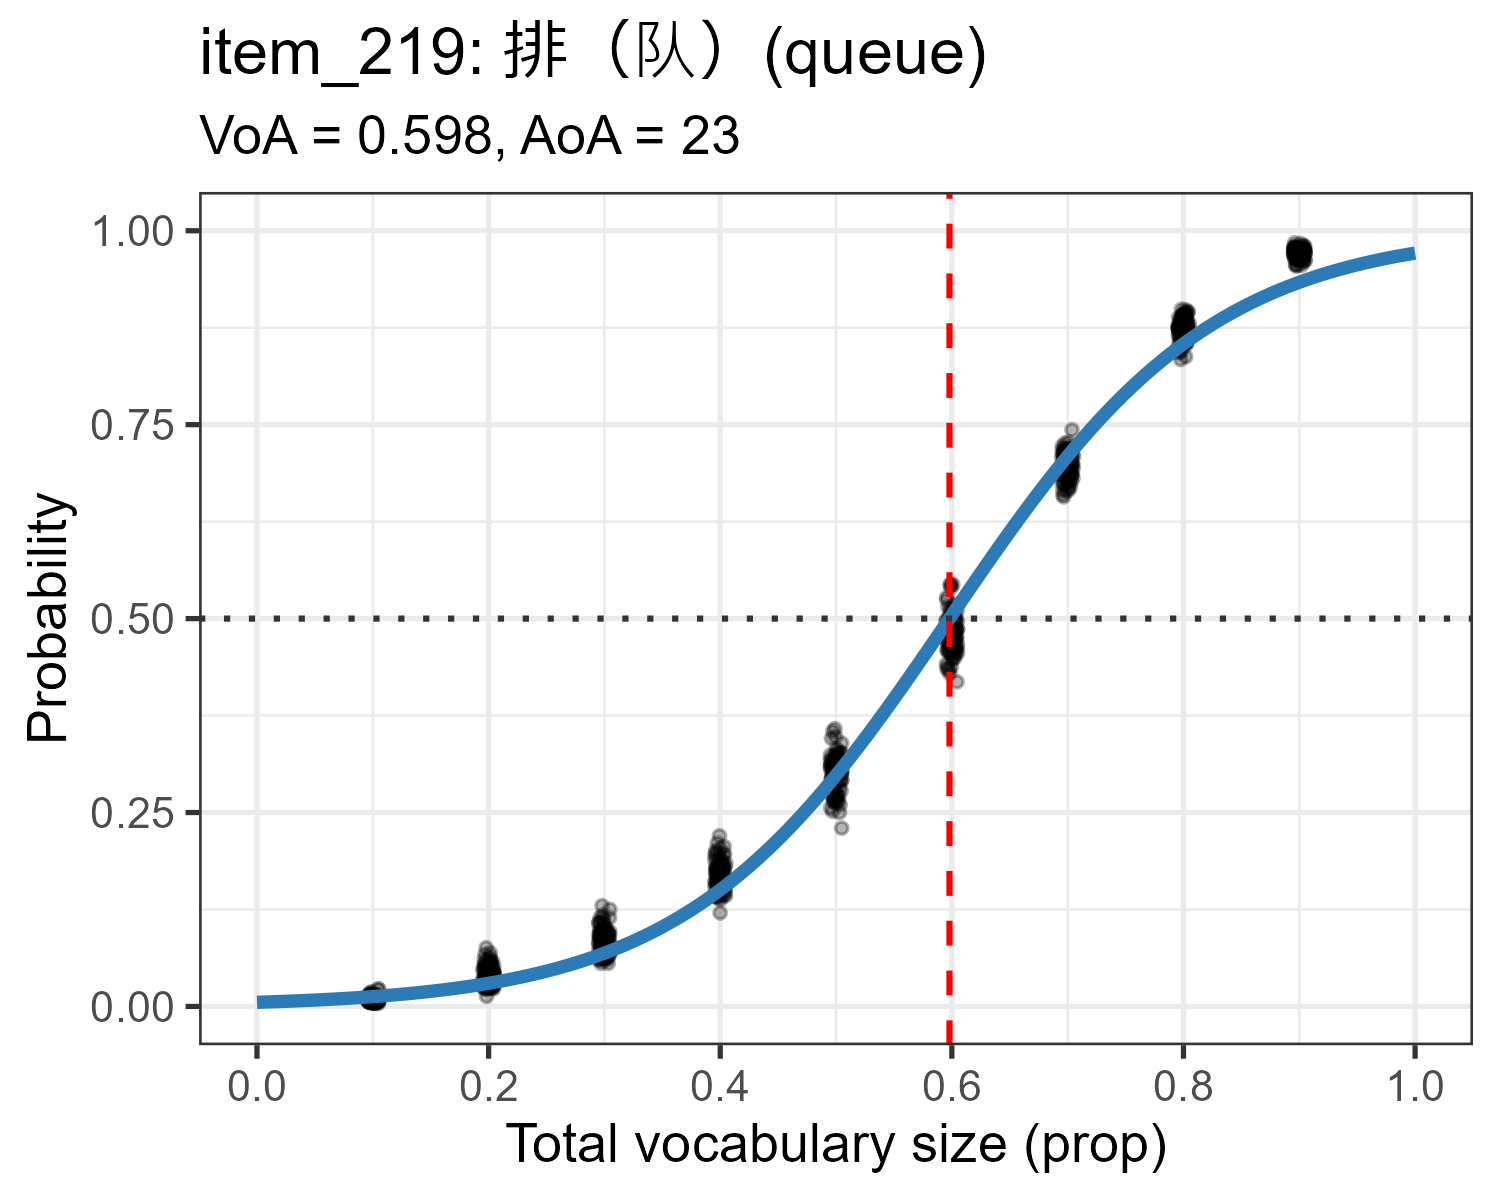 item_219: 排（队）(queue)
VoA = 0.598, AoA = 23
1.00
0.75
0.50
0.25
0.00
Probability
0.0 0.2 0.4 0.6 0.8 1.0
Total vocabulary size (prop)